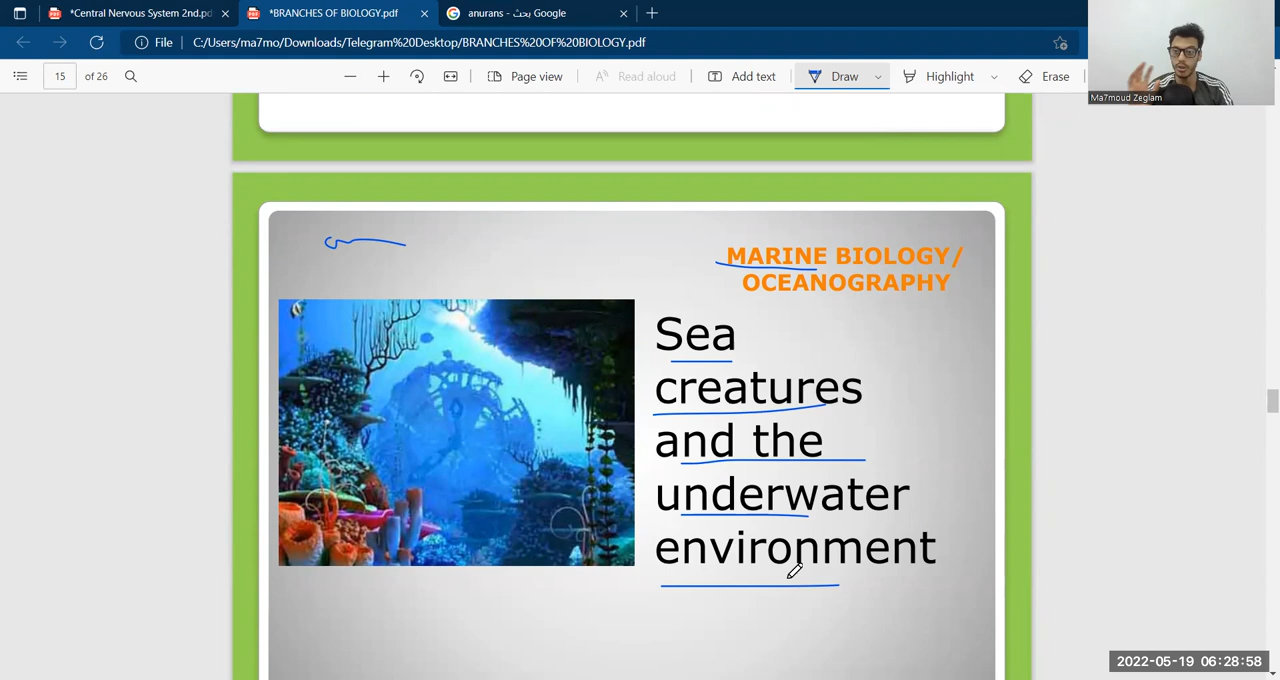 *Central Nervous System 2nd.pd
*BRANCHES OF BIOLOGY.pdf
anurans - بحث Google
File C:/Users/ma7mo/Downloads/Telegram%20Desktop/BRANCHES%20OF%20BIOLOGY.pdf
15 of 26 Page view Read aloud Add text Draw Highlight Erase
Ma7moud Zeglam
MARINE BIOLOGY/
OCEANOGRAPHY
Sea
creatures
and the
underwater
environment
2022-05-19 06:28:58